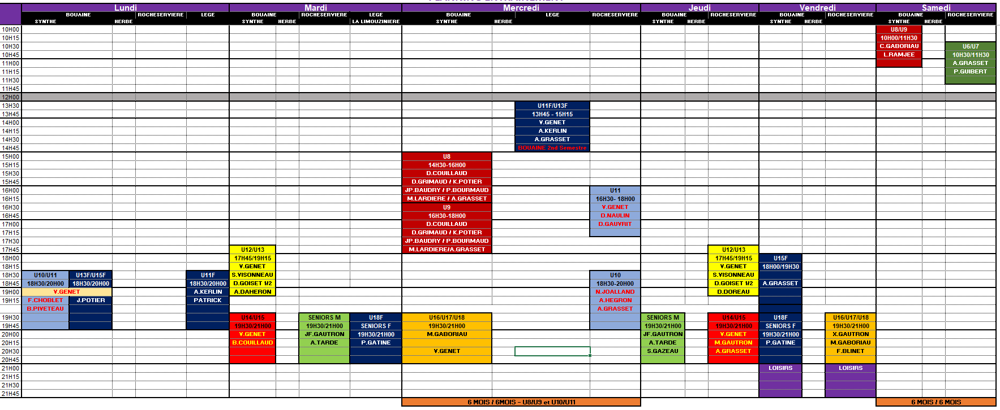 Lundi Mardi Mercredi Jeudi Vendredi Samedi
BOUAINE ROCHESERVIERE LEGE BOUAINE ROCHESERVIERE LEGE BOUAINE LEGE ROCHESERVIERE BOUAINE ROCHESERVIERE BOUAINE ROCHESERVIERE BOUAINE ROCHESERVIERE
SYNTHE HERBE SYNTHE HERBE LA LIMOUZINIERE SYNTHE HERBE SYNTHE HERBE SYNTHE HERBE SYNTHE HERBE
10H00 U8/U9
10H15 10H00/11H30
10H30 C.GABORIAU U6/U7
10H45 L.RAMJEE 10H30/11H30
11H00 A.GRASSET
11H15 P.GUIBERT
11H30
11H45
12H00
13H30 U11F/U13F
13H45 13H45 - 15H15
14H00 V.GENET
14H15 A.KERLIN
14H30 A.GRASSET
14H45 BOUAINE 2nd Semestre
15H00 U8
15H15 14H30-16H00
15H30 D.COUILLAUD
15H45 D.GRIMAUD / K.POTIER
16H00 JP.BAUDRY / P.BOURMAUD U11
16H15 M.LARDIERE / A.GRASSET 16H30- 18H00
16H30 U9 V.GENET
16H45 16H30-18H00 D.NAULIN
17H00 D.COUILLAUD D.GAUVRIT
17H15 D.GRIMAUD / K.POTIER
17H30 JP.BAUDRY / P.BOURMAUD
17H45 U12/U13 M.LARDIERE/A.GRASSET U12/U13
18H00 17H45/19H15 17H45/19H15 U15F
18H15 V.GENET V.GENET 18H00/19H30
18H30 U10/U11 U13F/U15F U11F S.VISONNEAU U10 S.VISONNEAU
18H45 18H30/20H00 18H30/20H00 18H30/20H00 D.GOISET 1/2 18H30-20H00 D.GOISET 1/2 A.GRASSET
19H00 V.GENET A.KERLIN A.DAHERON N.JOALLAND D.DOREAU
19H15 F.CHOBLET J.POTIER PATRICK A.HEGRON
B.PIVETEAU A.GRASSET
19H30 U14/U15 SENIORS M U18F U16/U17/U18 SENIORS M U14/U15 U18F U16/U17/U18
19H45 19H30/21H00 19H30/21H00 SENIORS F 19H30/21H00 19H30/21H00 19H30/21H00 SENIORS F 19H30/21H00
20H00 V.GENET JF.GAUTRON 19H30/21H00 M.GABORIAU JF.GAUTRON V.GENET 19H30/21H00 X.GAUTRON
20H15 B.COUILLAUD A.TARDE P.GATINE A.TARDE M.GAUTRON P.GATINE M.GABORIAU
20H30 V.GENET S.GAZEAU A.GRASSET F.BLINET
20H45
21H00 LOISIRS LOISIRS
21H15
21H30
21H45
6 MOIS / 6MOIS - U8/U9 et U10/U11 6 MOIS / 6 MOIS